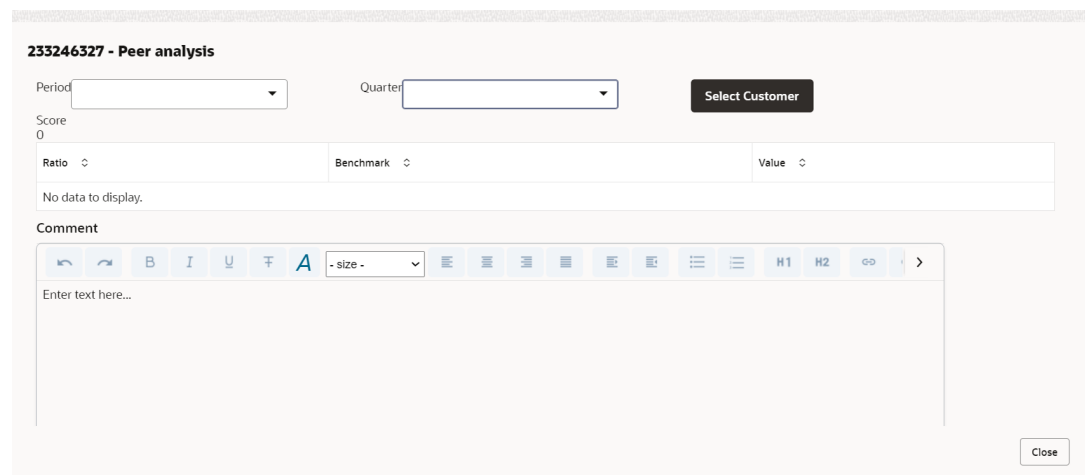 233246327 - Peer analysis
Period Quarter Select Customer
Score
0
Ratio Benchmark Value
No data to display.
Comment
B I U T A - size - H1 H2
Enter text here...
Close